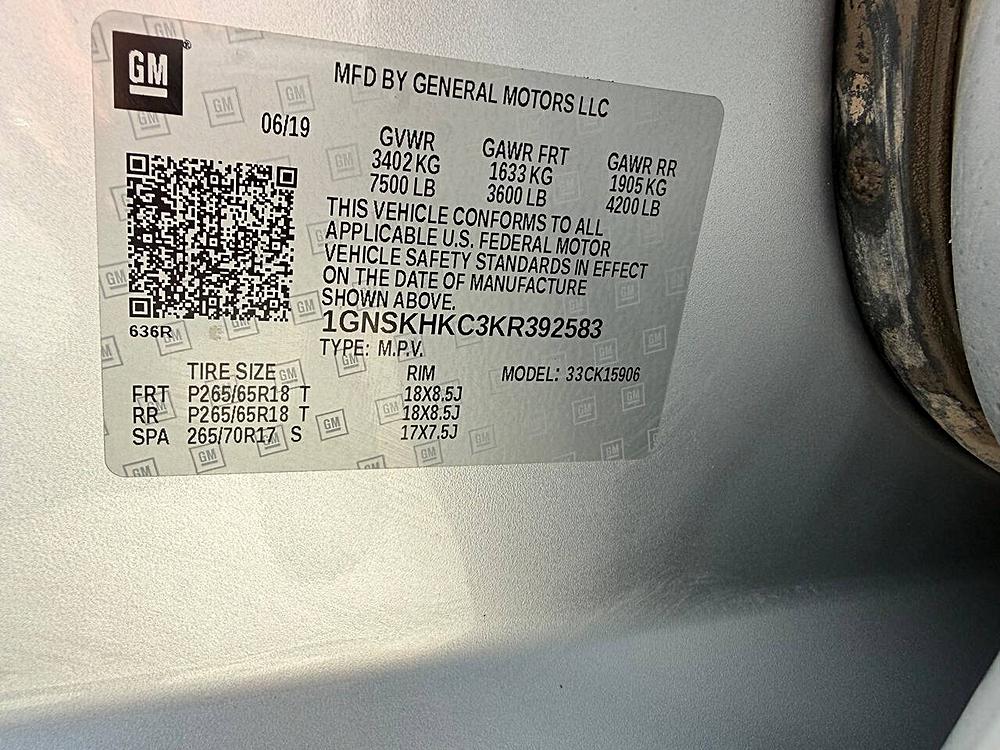 GM
MFD BY GENERAL MOTORS LLC
06/19
GVWR GAWR FRT GAWR RR
3402 KG 1633 KG 1905 KG
7500 LB 3600 LB 4200 LB
THIS VEHICLE CONFORMS TO ALL
APPLICABLE U.S. FEDERAL MOTOR
VEHICLE SAFETY STANDARDS IN EFFECT
ON THE DATE OF MANUFACTURE
SHOWN ABOVE.
636R
1GNSKHKC3KR392583
TYPE: M.P.V.
TIRE SIZE RIM MODEL: 33CK15906
FRT P265/65R18 T 18X8.5J
RR P265/65R18 T 18X8.5J
SPA 265/70R17 S 17X7.5J